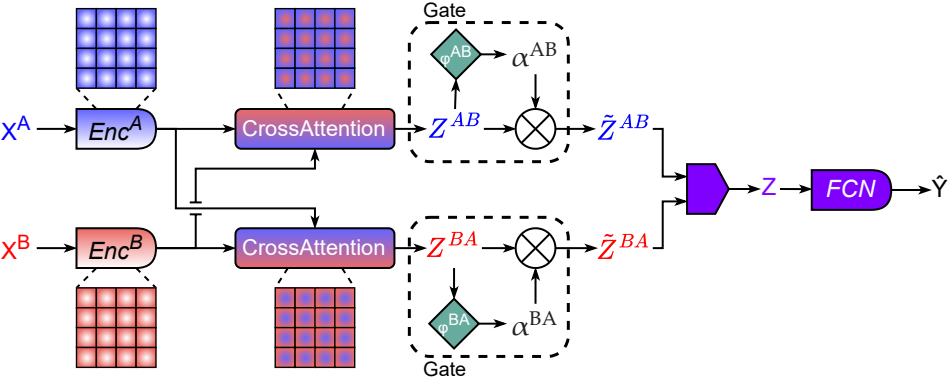 Gate
φ^AB
α^AB
X^A
Enc^A
CrossAttention
Z^AB
Z̃^AB
Z
FCN
Ŷ
X^B
Enc^B
CrossAttention
Z^BA
Z̃^BA
φ^BA
α^BA
Gate